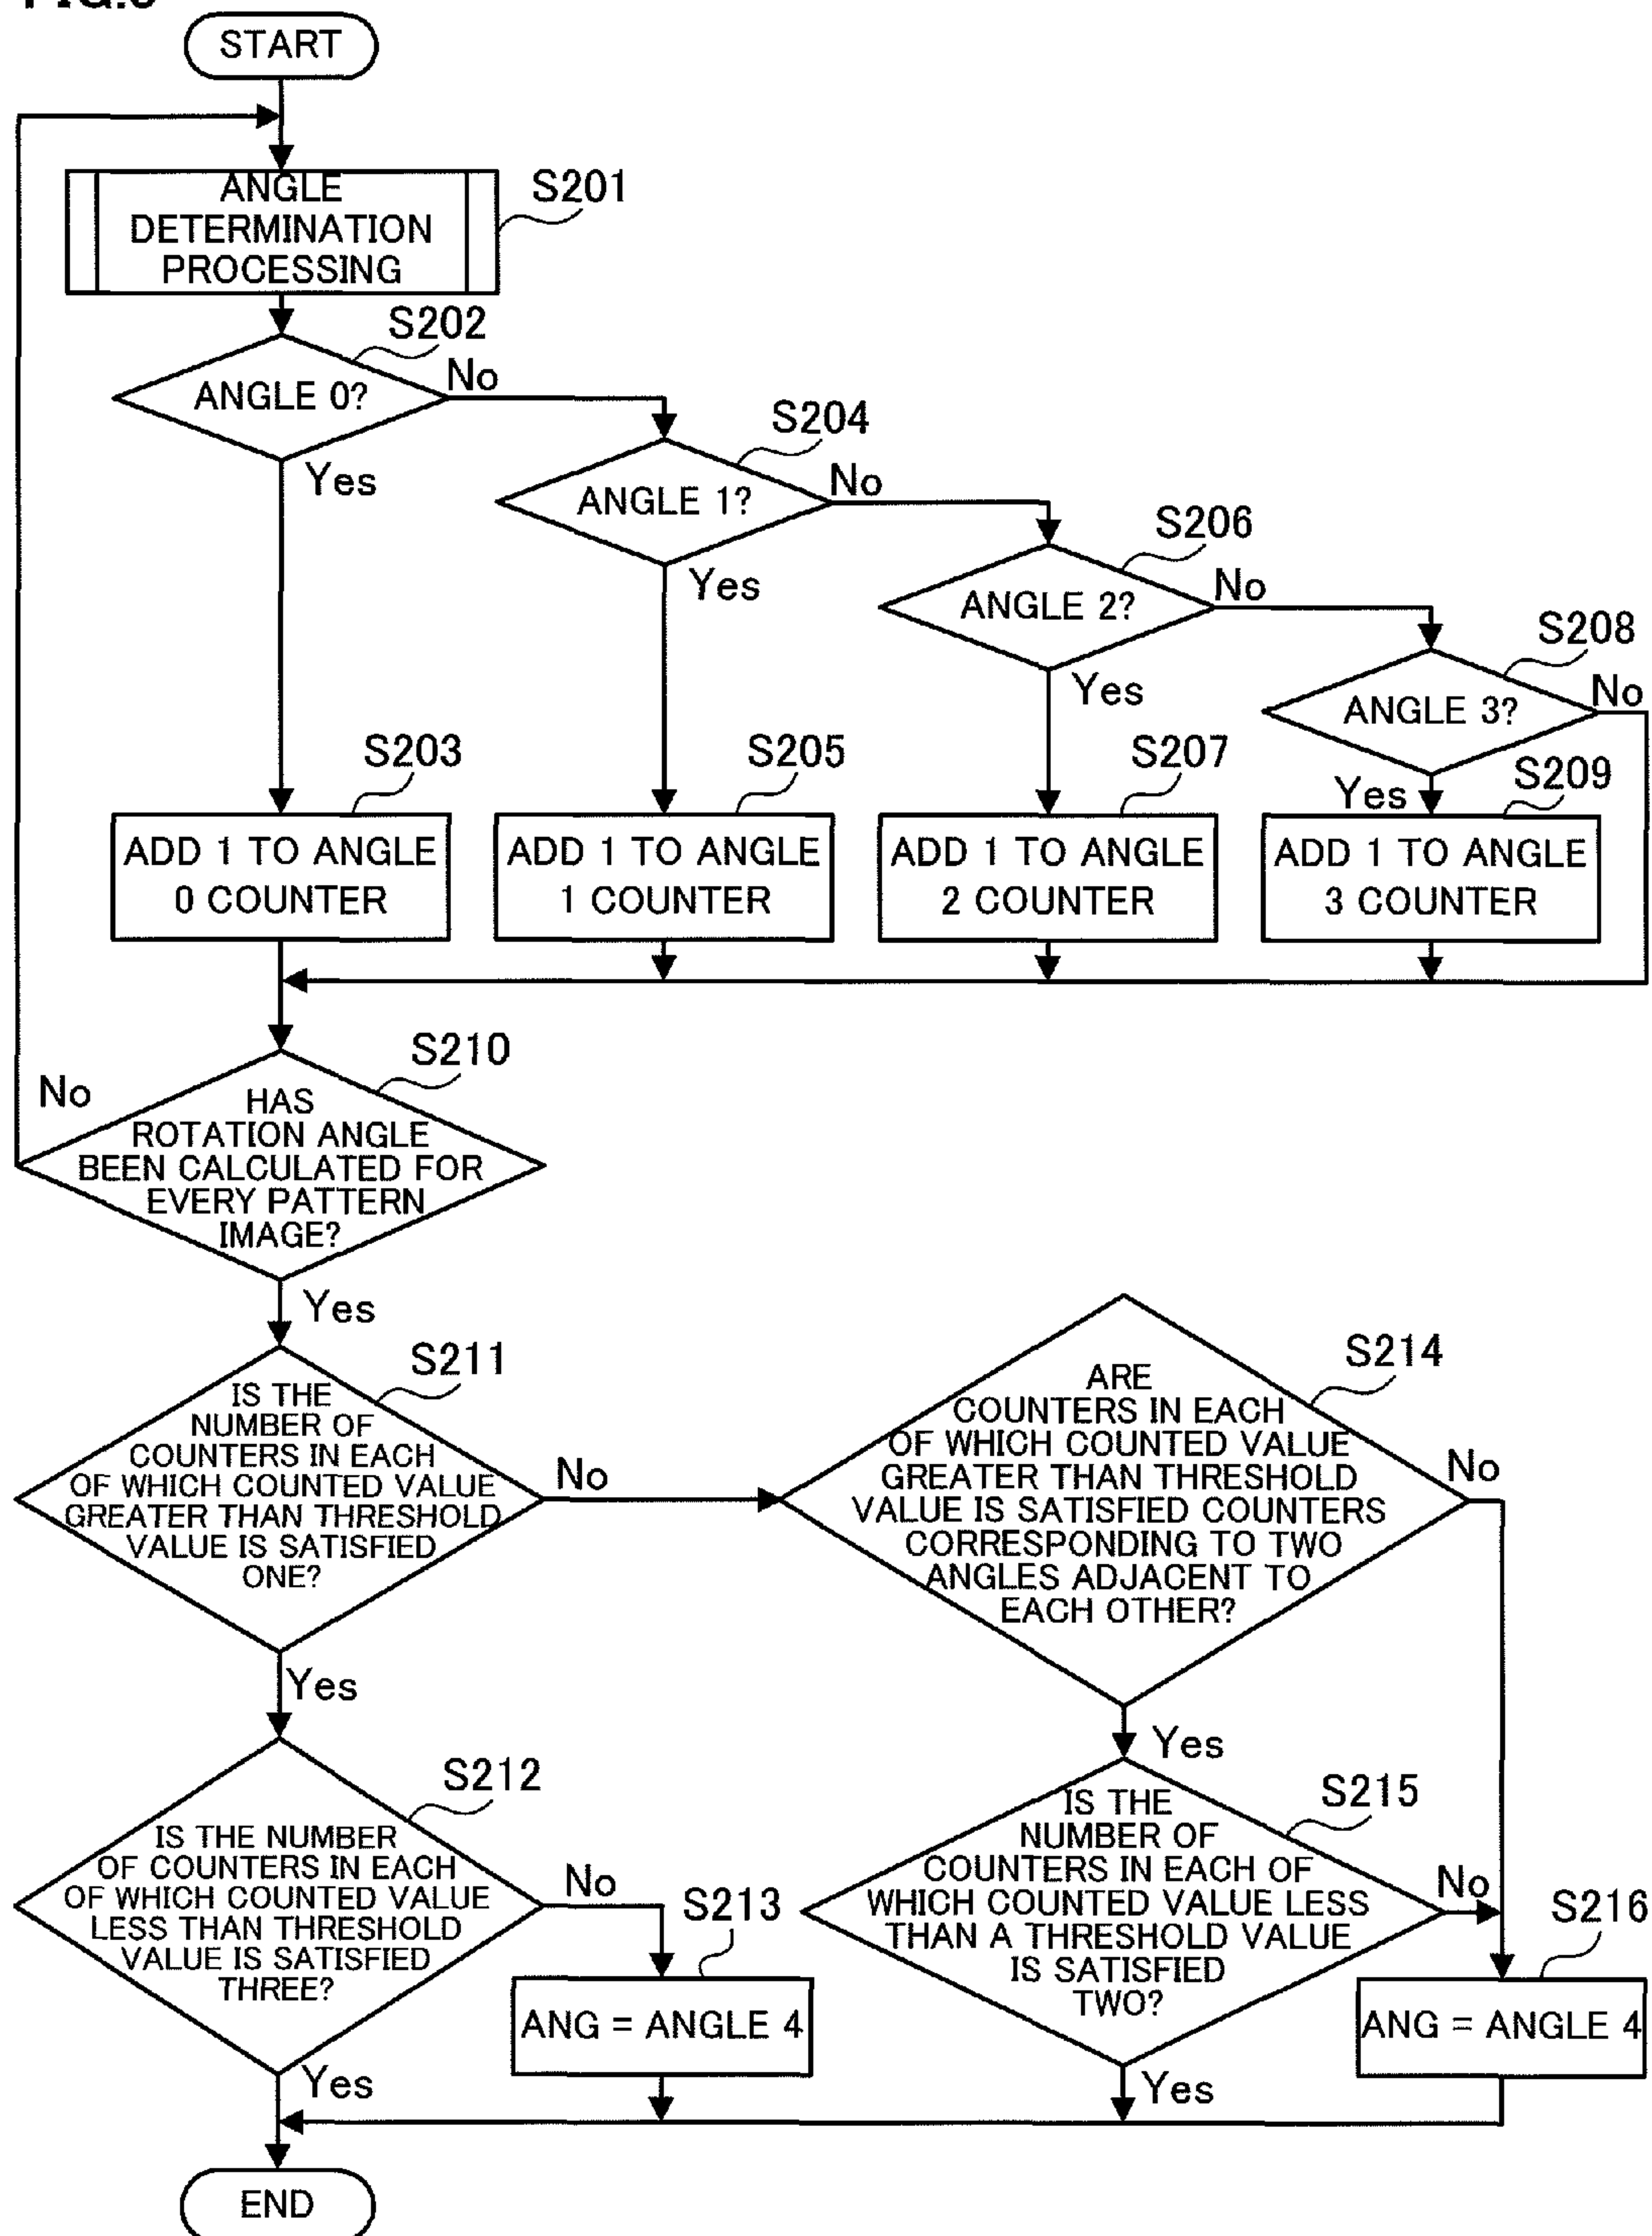 START
ANGLE
DETERMINATION
PROCESSING
S201
S202
ANGLE 0?
No
Yes
S204
ANGLE 1?
No
Yes
S206
ANGLE 2?
No
Yes
S208
ANGLE 3?
No
Yes
S203
ADD 1 TO ANGLE
0 COUNTER
S205
ADD 1 TO ANGLE
1 COUNTER
S207
ADD 1 TO ANGLE
2 COUNTER
S209
ADD 1 TO ANGLE
3 COUNTER
S210
No
HAS
ROTATION ANGLE
BEEN CALCULATED FOR
EVERY PATTERN
IMAGE?
Yes
S211
IS THE
NUMBER OF
COUNTERS IN EACH
OF WHICH COUNTED VALUE
GREATER THAN THRESHOLD
VALUE IS SATISFIED
ONE?
No
Yes
S214
ARE
COUNTERS IN EACH
OF WHICH COUNTED VALUE
GREATER THAN THRESHOLD
VALUE IS SATISFIED COUNTERS
CORRESPONDING TO TWO
ANGLES ADJACENT TO
EACH OTHER?
No
Yes
S212
IS THE NUMBER
OF COUNTERS IN EACH
OF WHICH COUNTED VALUE
LESS THAN THRESHOLD
VALUE IS SATISFIED
THREE?
No
Yes
S213
ANG = ANGLE 4
S215
IS THE
NUMBER OF
COUNTERS IN EACH OF
WHICH COUNTED VALUE LESS
THAN A THRESHOLD VALUE
IS SATISFIED
TWO?
No
Yes
S216
ANG = ANGLE 4
END